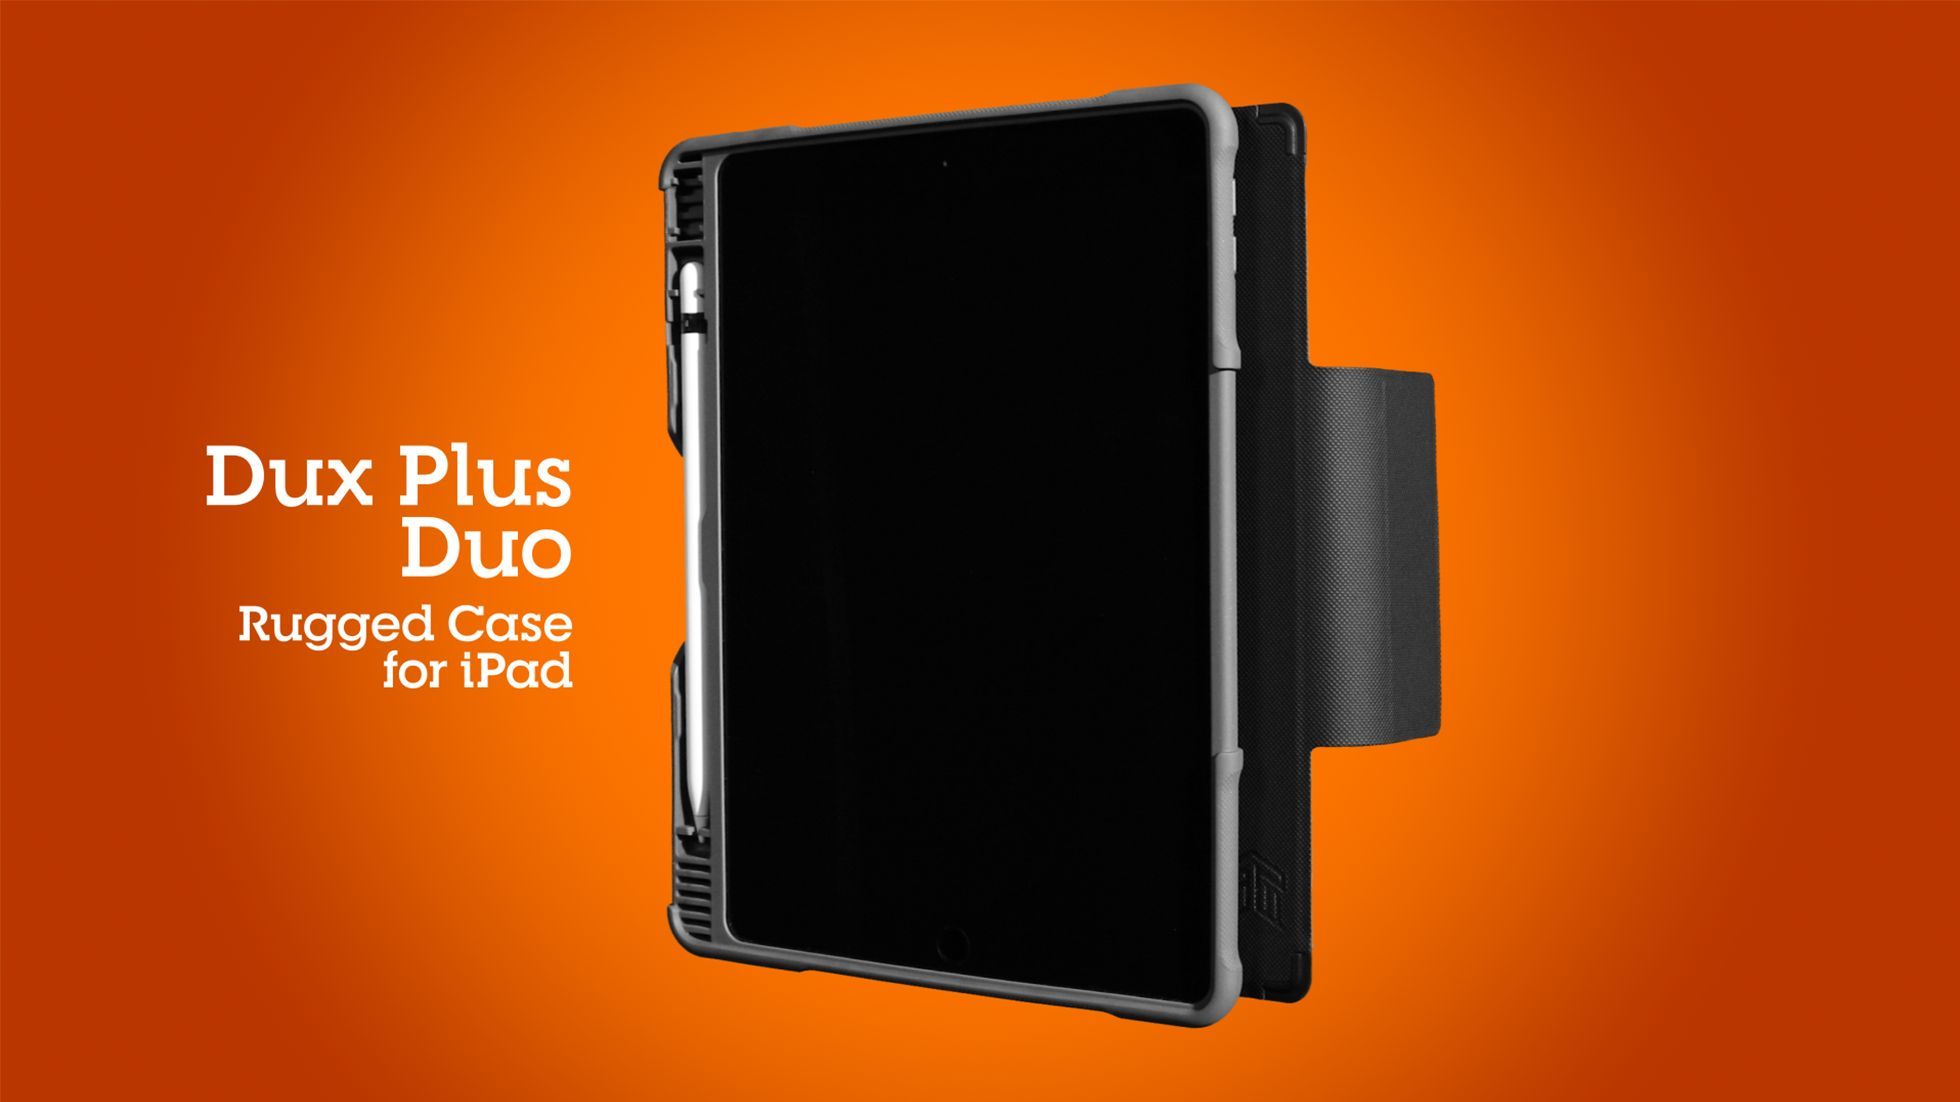 Dux Plus
Duo
Rugged Case
for iPad